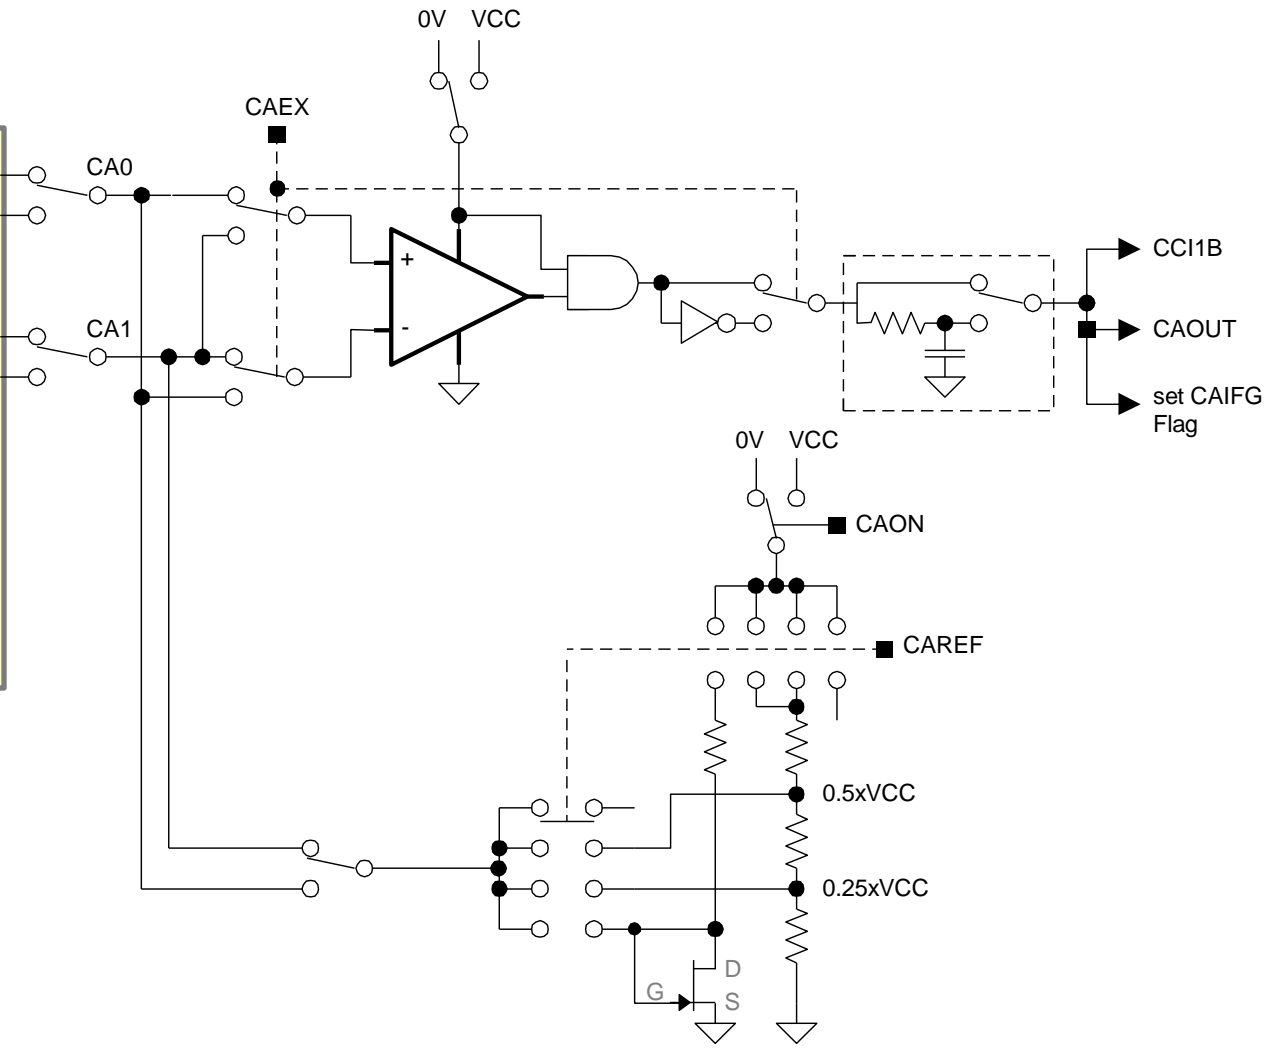 0V VCC
CAEX
CA0
+
CCI1B
CA1
-
CAOUT
set CAIFG
Flag
0V VCC
CAON
CAREF
0.5xVCC
0.25xVCC
D
G
S